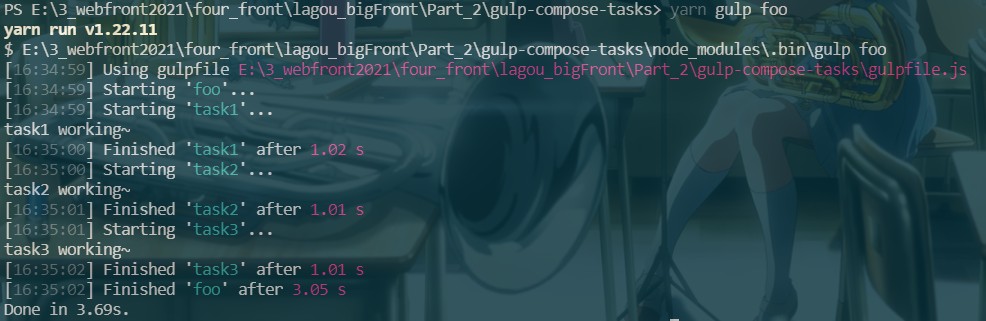 PS E:\3_webfront2021\four_front\lagou_bigFront\Part_2\gulp-compose-tasks> yarn gulp foo
yarn run v1.22.11
$ E:\3_webfront2021\four_front\lagou_bigFront\Part_2\gulp-compose-tasks\node_modules\.bin\gulp foo
[16:34:59] Using gulpfile E:\3_webfront2021\four_front\lagou_bigFront\Part_2\gulp-compose-tasks\gulpfile.js
[16:34:59] Starting 'foo'...
[16:34:59] Starting 'task1'...
task1 working~
[16:35:00] Finished 'task1' after 1.02 s
[16:35:00] Starting 'task2'...
task2 working~
[16:35:01] Finished 'task2' after 1.01 s
[16:35:01] Starting 'task3'...
task3 working~
[16:35:02] Finished 'task3' after 1.01 s
[16:35:02] Finished 'foo' after 3.05 s
Done in 3.69s.